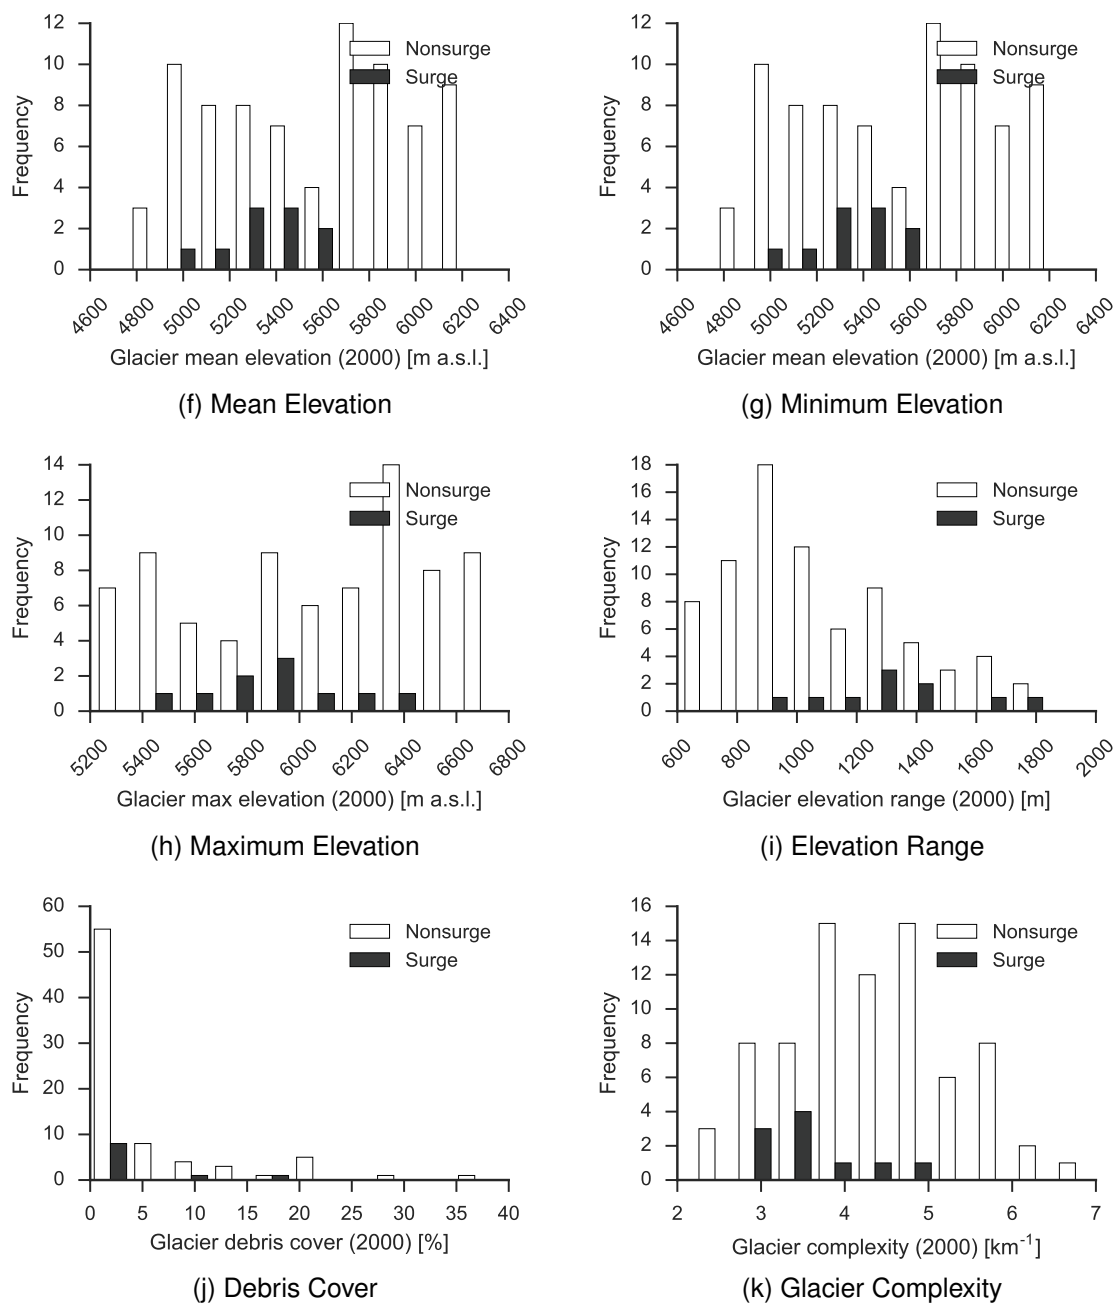 12
10
8
6
4
2
0
Frequency
Nonsurge
Surge
4600
4800
5000
5200
5400
5600
5800
6000
6200
6400
Glacier mean elevation (2000) [m a.s.l.]
(f) Mean Elevation
12
10
8
6
4
2
0
Frequency
Nonsurge
Surge
4600
4800
5000
5200
5400
5600
5800
6000
6200
6400
Glacier mean elevation (2000) [m a.s.l.]
(g) Minimum Elevation
14
12
10
8
6
4
2
0
Frequency
Nonsurge
Surge
5200
5400
5600
5800
6000
6200
6400
6600
6800
Glacier max elevation (2000) [m a.s.l.]
(h) Maximum Elevation
18
16
14
12
10
8
6
4
2
0
Frequency
Nonsurge
Surge
600
800
1000
1200
1400
1600
1800
2000
Glacier elevation range (2000) [m]
(i) Elevation Range
60
50
40
30
20
10
0
Frequency
Nonsurge
Surge
0 5 10 15 20 25 30 35 40
Glacier debris cover (2000) [%]
(j) Debris Cover
16
14
12
10
8
6
4
2
0
Frequency
Nonsurge
Surge
2 3 4 5 6 7
Glacier complexity (2000) [km⁻¹]
(k) Glacier Complexity